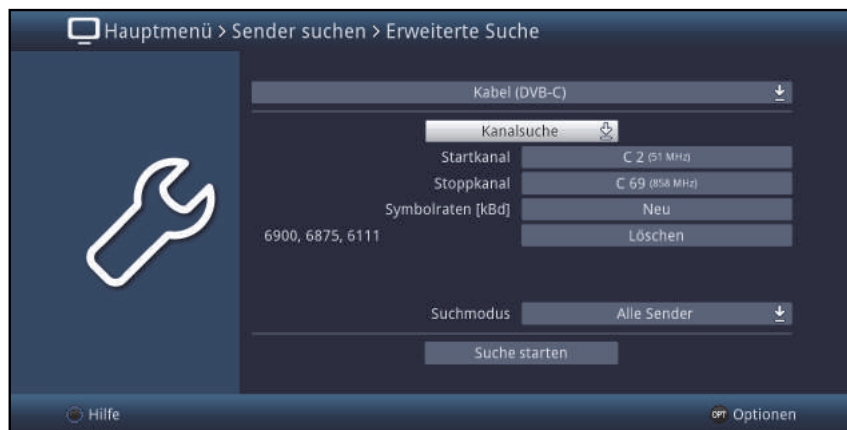 Hauptmenü > Sender suchen > Erweiterte Suche
Kabel (DVB-C)
Kanalsuche
Startkanal C 2 (51 MHz)
Stoppkanal C 69 (858 MHz)
Symbolraten [kBd] Neu
6900, 6875, 6111 Löschen
Suchmodus Alle Sender
Suche starten
Hilfe OPT Optionen